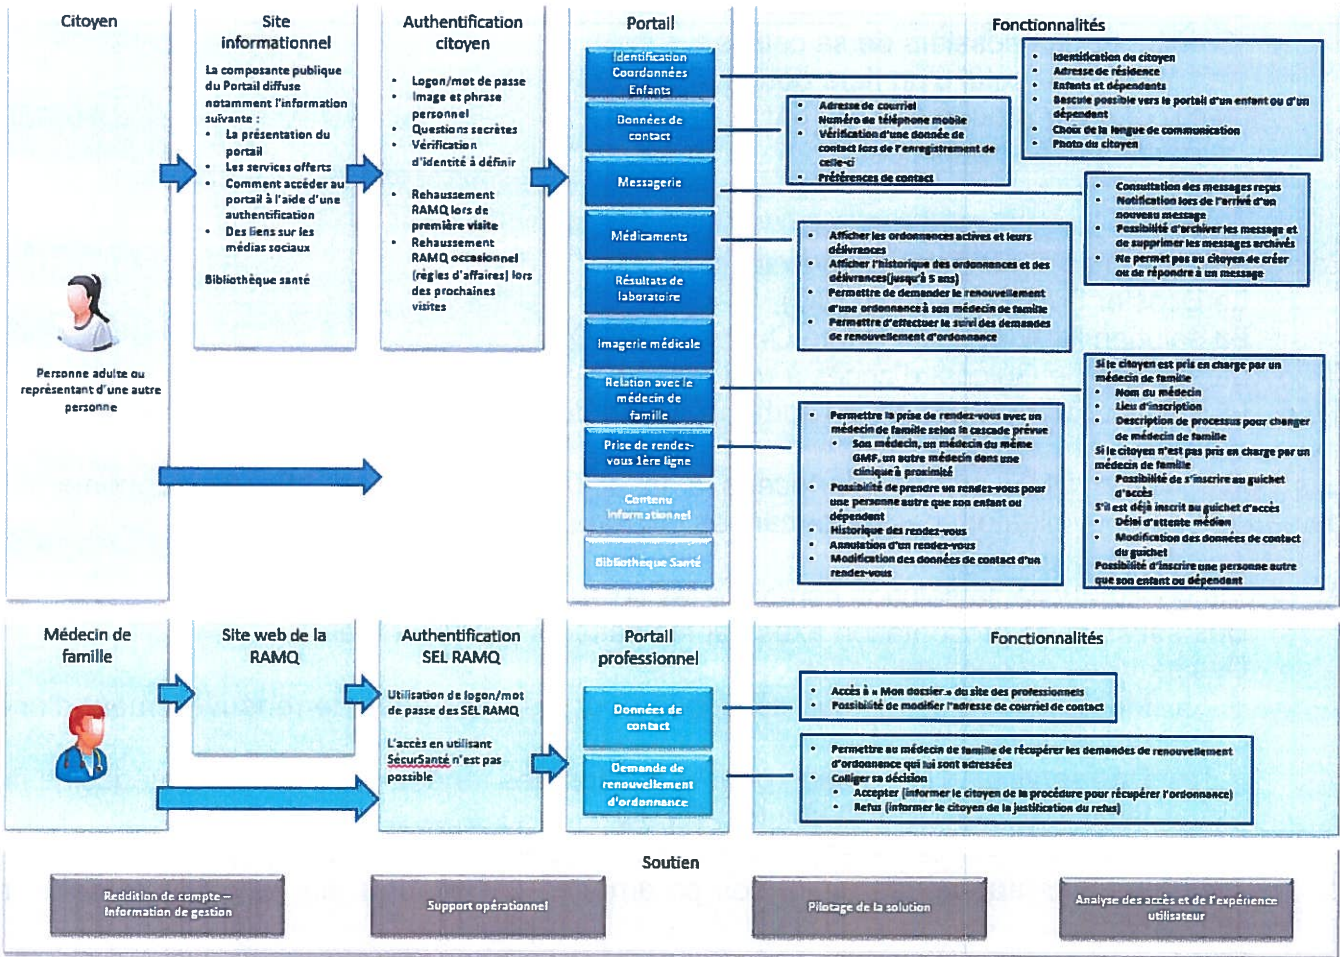 Citoyen
Personne adulte ou
représentant d'une autre
personne
Site
informationnel
La composante publique
du Portail diffuse
notamment l'information
suivante :
• La présentation du
portail
• Les services offerts
• Comment accéder au
portail à l'aide d'une
authentification
• Des liens sur les
médias sociaux
Bibliothèque santé
Authentification
citoyen
• Logon/mot de passe
• Image et phrase
personnel
• Questions secrètes
• Vérification
d'identité à définir
• Rehaussement
RAMQ lors de
première visite
• Rehaussement
RAMQ occasionnel
(règles d'affaires) lors
des prochaines
visites
Portail
Identification
Coordonnées
Enfants
Données de
contact
Messagerie
Médicaments
Résultats de
laboratoire
Imagerie médicale
Relation avec le
médecin de
famille
Prise de rendez-
vous 1ère ligne
Contenu
informationnel
Bibliothèque Santé
Fonctionnalités
• Identification du citoyen
• Adresse de résidence
• Enfants et dépendants
• Bascule possible vers le portail d'un enfant ou d'un
dépendant
• Choix de la langue de communication
• Photo du citoyen
• Adresse de courriel
• Numéro de téléphone mobile
• Vérification d'une donnée de
contact lors de l'enregistrement de
celle-ci
• Préférences de contact
• Consultation des messages reçus
• Notification lors de l'arrivé d'un
nouveau message
• Possibilité d'archiver le message et
de supprimer les messages archivés
• Ne permet pas au citoyen de créer
ou de répondre à un message
• Afficher les ordonnances actives et leurs
délivrances
• Afficher l'historique des ordonnances et des
délivrances(jusqu'à 5 ans)
• Permettre de demander le renouvellement
d'une ordonnance à son médecin de famille
• Permettre d'effectuer le suivi des demandes
de renouvellement d'ordonnance
Si le citoyen est pris en charge par un
médecin de famille
• Nom du médecin
• Lieu d'inscription
• Description de processus pour changer
de médecin de famille
Si le citoyen n'est pas pris en charge par un
médecin de famille
• Possibilité de s'inscrire au guichet
d'accès
S'il est déjà inscrit au guichet d'accès
• Délai d'attente médian
• Modification des données de contact
du guichet
Possibilité d'inscrire une personne autre
que son enfant ou dépendant
• Permettre la prise de rendez-vous avec un
médecin de famille selon la cascade prévue
• Son médecin, un médecin du même
GMF, un autre médecin dans une
clinique à proximité
• Possibilité de prendre un rendez-vous pour
une personne autre que son enfant ou
dépendant
• Historique des rendez-vous
• Annulation d'un rendez-vous
• Modification des données de contact d'un
rendez-vous
Médecin de
famille
Site web de la
RAMQ
Authentification
SEL RAMQ
Utilisation de logon/mot
de passe des SEL RAMQ
L'accès en utilisant
SécurSanté n'est pas
possible
Portail
professionnel
Données de
contact
Demande de
renouvellement
d'ordonnance
Fonctionnalités
• Accès à « Mon dossier » du site des professionnels
• Possibilité de modifier l'adresse de courriel de contact
• Permettre au médecin de famille de récupérer les demandes de renouvellement
d'ordonnance qui lui sont adressées
• Colliger sa décision
• Accepter (informer le citoyen de la procédure pour récupérer l'ordonnance)
• Refus (informer le citoyen de la justification du refus)
Soutien
Reddition de compte –
Information de gestion
Support opérationnel
Pilotage de la solution
Analyse des accès et de l'expérience
utilisateur